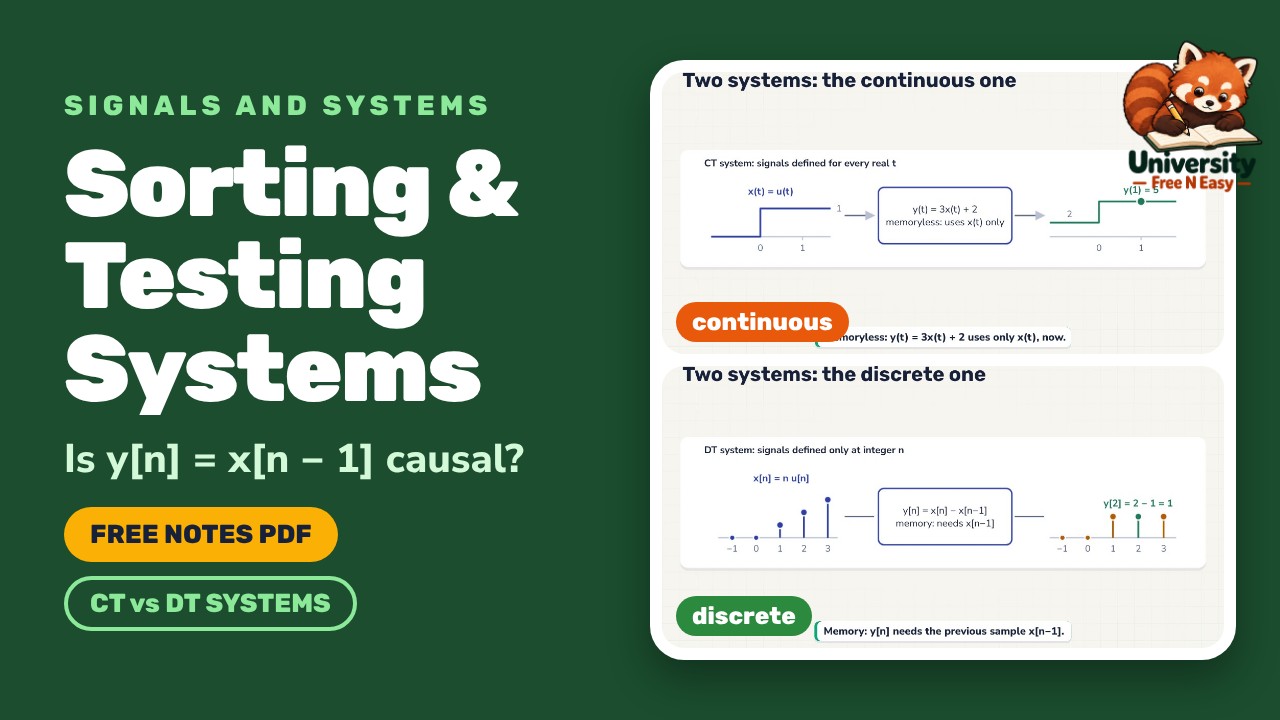 SIGNALS AND SYSTEMS
Sorting &
Testing
Systems
Is y[n] = x[n − 1] causal?
FREE NOTES PDF
CT vs DT SYSTEMS
Two systems: the continuous one
CT system: signals defined for every real t
x(t) = u(t)
1
0
1
y(t) = 3x(t) + 2
memoryless: uses x(t) only
y(1) = 5
2
0
1
continuous
moryless: y(t) = 3x(t) + 2 uses only x(t), now.
Two systems: the discrete one
DT system: signals defined only at integer n
x[n] = n u[n]
−1 0 1 2 3
y[n] = x[n] − x[n−1]
memory: needs x[n−1]
y[2] = 2 − 1 = 1
−1 0 1 2 3
discrete
Memory: y[n] needs the previous sample x[n−1].
University
Free N Easy